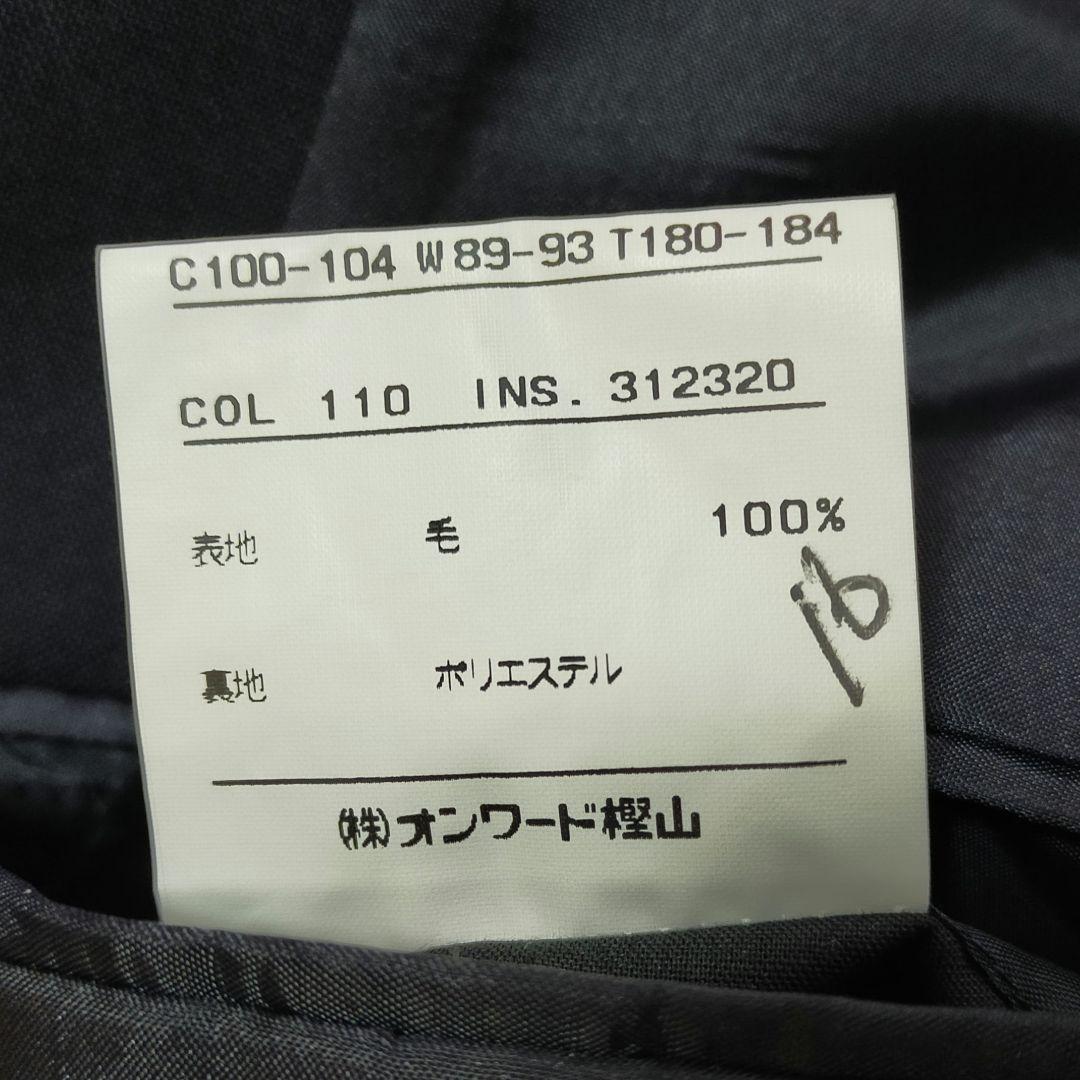 C100-104 W89-93 T180-184
COL 110 INS. 312320
表地 毛 100%
裏地 ポリエステル
㈱オンワード樫山